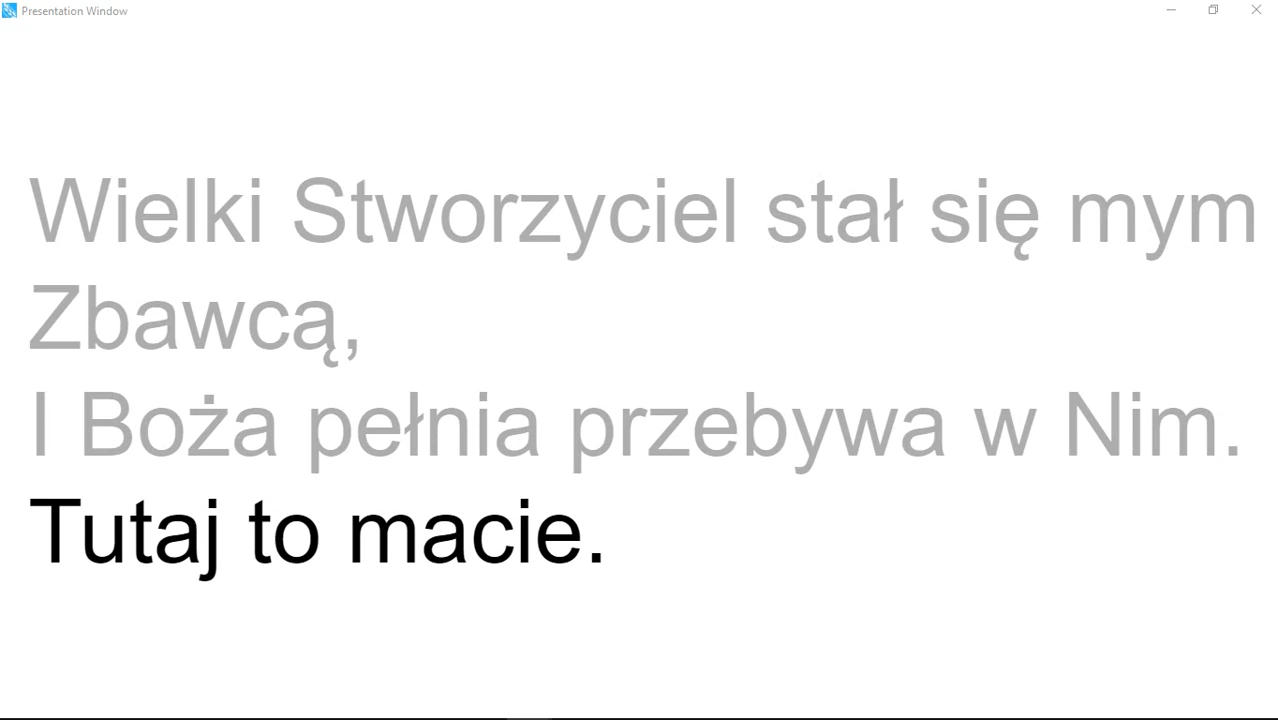 Presentation Window
Wielki Stworzyciel stał się mym
Zbawcą,
I Boża pełnia przebywa w Nim.
Tutaj to macie.